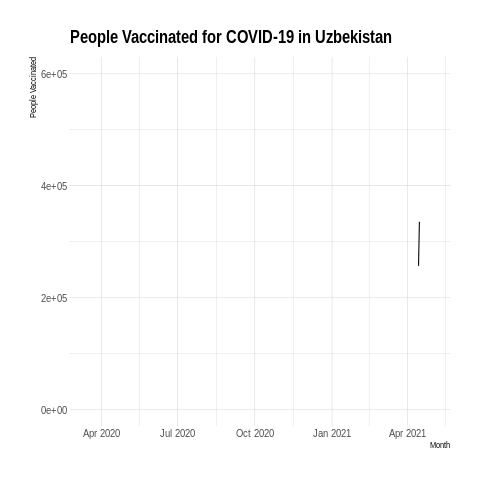 People Vaccinated for COVID-19 in Uzbekistan
People Vaccinated
6e+05
4e+05
2e+05
0e+00
Apr 2020
Jul 2020
Oct 2020
Jan 2021
Apr 2021
Month